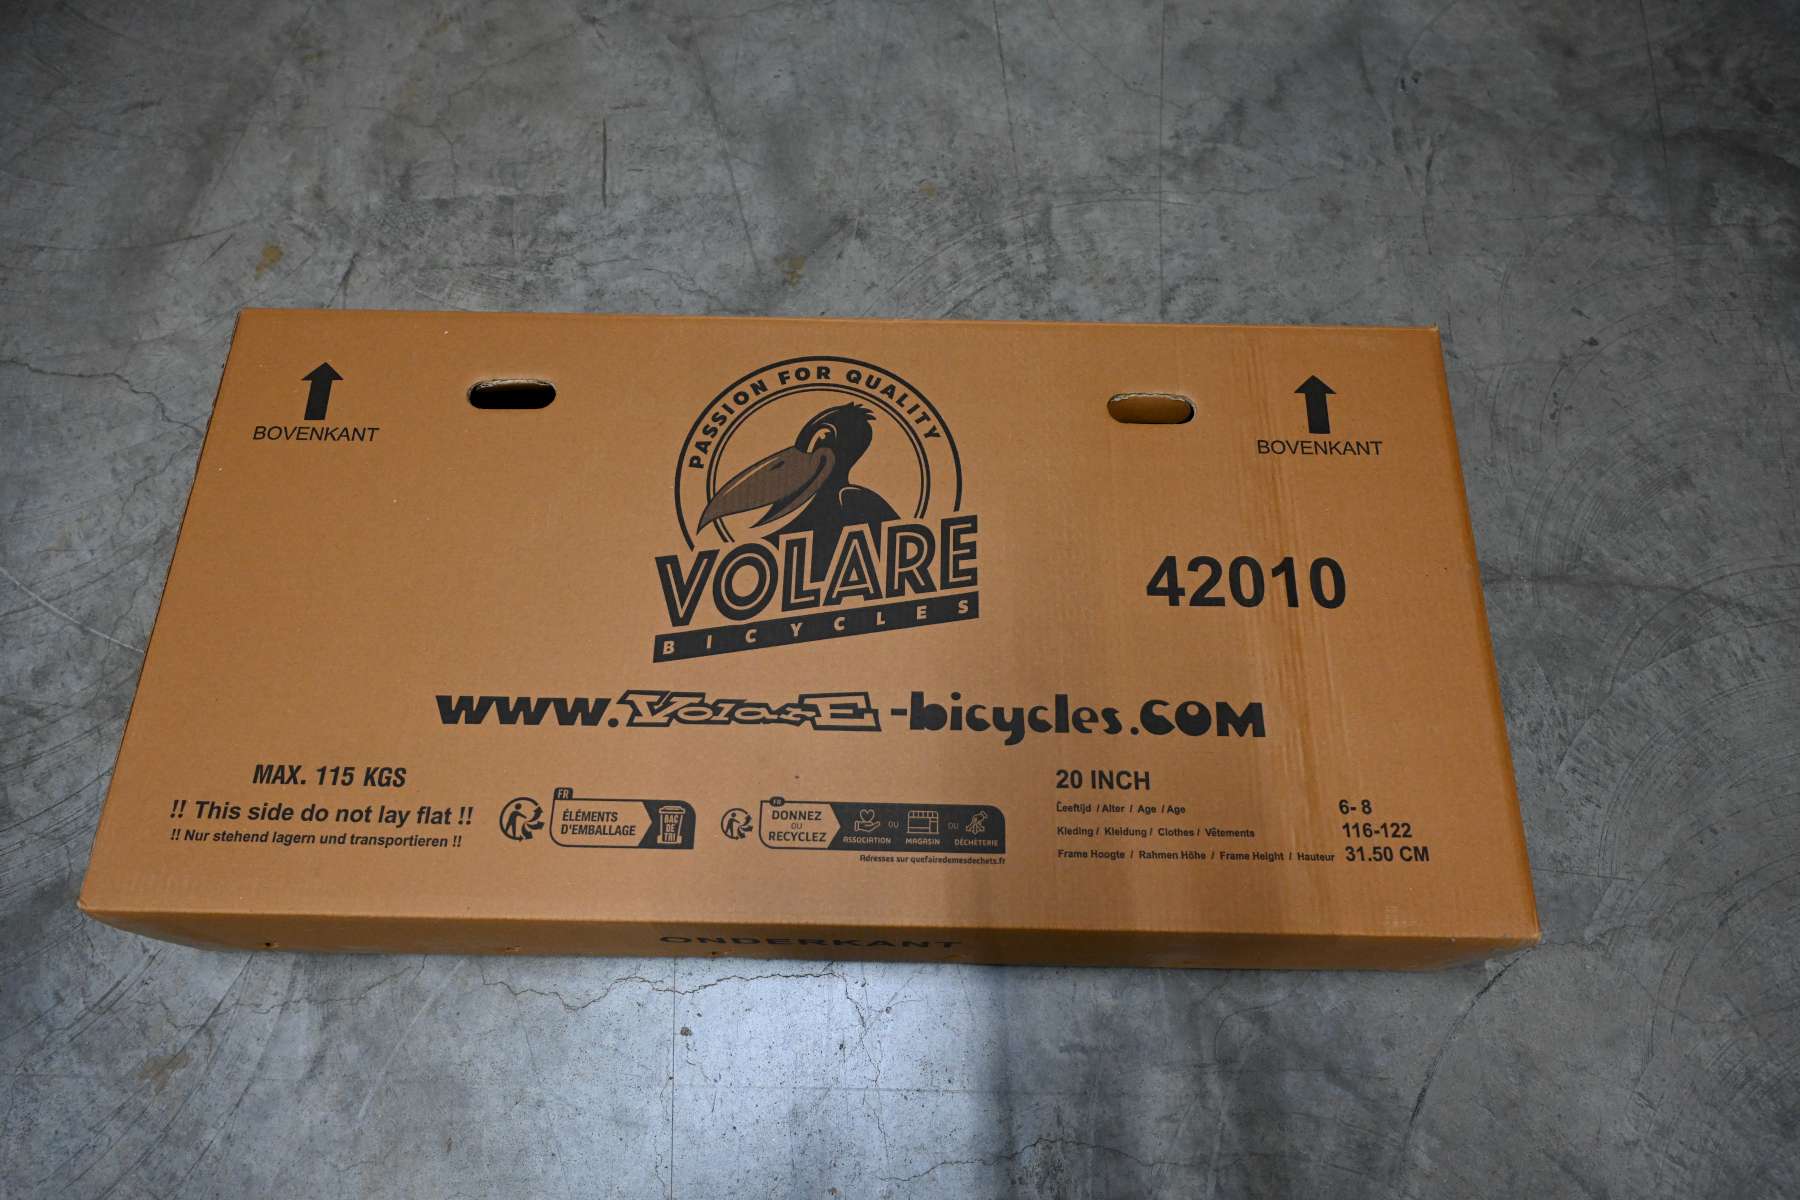 BOVENKANT
PASSION FOR QUALITY
VOLARE
BICYCLES
BOVENKANT
42010
www.VolarE-bicycles.COM
MAX. 115 KGS
!! This side do not lay flat !!
!! Nur stehend lagern und transportieren !!
FR
ÉLÉMENTS
D'EMBALLAGE
BAC
DE
TRI
FR
DONNEZ
OU
RECYCLEZ
ASSOCIATION OU MAGASIN OU DÉCHÈTERIE
Adresses sur quefairedemesdechets.fr
20 INCH
Leeftijd / Alter / Age / Age 6- 8
Kleding / Kleidung / Clothes / Vêtements 116-122
Frame Hoogte / Rahmen Höhe / Frame Height / Hauteur 31.50 CM
ONDERKANT